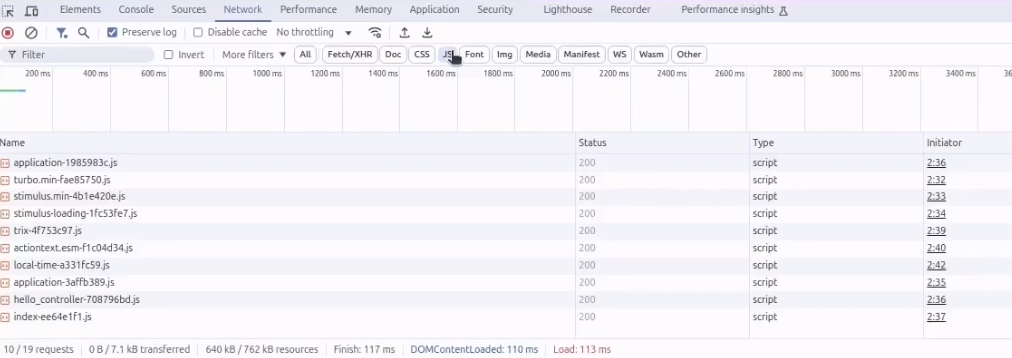 Elements Console Sources Network Performance Memory Application Security Lighthouse Recorder Performance insights
Preserve log Disable cache No throttling
Filter Invert More filters All Fetch/XHR Doc CSS JS Font Img Media Manifest WS Wasm Other
200 ms 400 ms 600 ms 800 ms 1000 ms 1200 ms 1400 ms 1600 ms 1800 ms 2000 ms 2200 ms 2400 ms 2600 ms 2800 ms 3000 ms 3200 ms 3400 ms 36
Name Status Type Initiator
application-1985983c.js 200 script 2:36
turbo.min-fae85750.js 200 script 2:32
stimulus.min-4b1e420e.js 200 script 2:33
stimulus-loading-1fc53fe7.js 200 script 2:34
trix-4f753c97.js 200 script 2:39
actiontext.esm-f1c04d34.js 200 script 2:40
local-time-a331fc59.js 200 script 2:42
application-3affb389.js 200 script 2:35
hello_controller-708796bd.js 200 script 2:36
index-ee64e1f1.js 200 script 2:37
10 / 19 requests 0 B / 7.1 kB transferred 640 kB / 762 kB resources Finish: 117 ms DOMContentLoaded: 110 ms Load: 113 ms